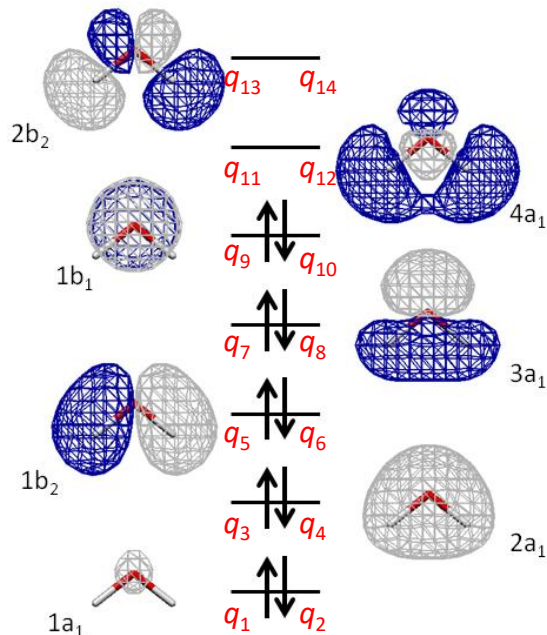 q₁₃ q₁₄
2b₂
q₁₁ q₁₂
4a₁
q₉ q₁₀
1b₁
q₇ q₈
3a₁
q₅ q₆
1b₂
q₃ q₄
2a₁
1a₁
q₁ q₂